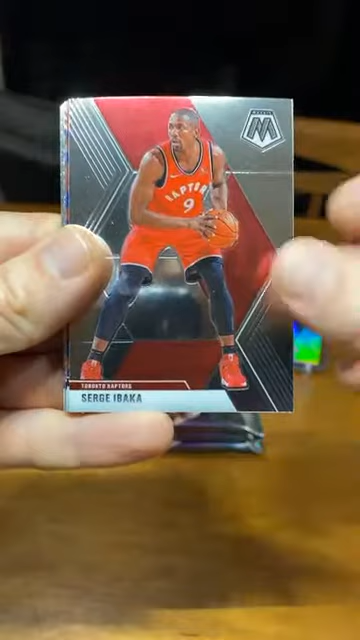 MOSAIC
RAPTORS
9
TORONTO RAPTORS
SERGE IBAKA